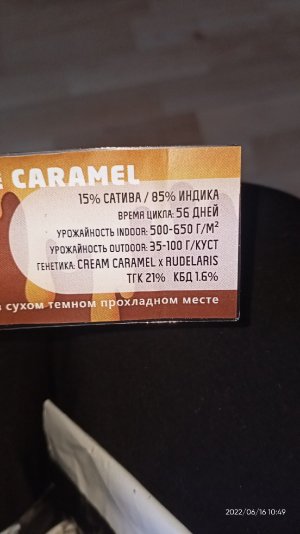 CARAMEL
15% САТИВА / 85% ИНДИКА
ВРЕМЯ ЦИКЛА: 56 ДНЕЙ
УРОЖАЙНОСТЬ INDOOR: 500-650 Г/М²
УРОЖАЙНОСТЬ OUTDOOR: 35-100 Г/КУСТ
ГЕНЕТИКА: CREAM CARAMEL x RUDELARIS
ТГК 21% КБД 1.6%
в сухом темном прохладном месте
2022/06/16 10:49